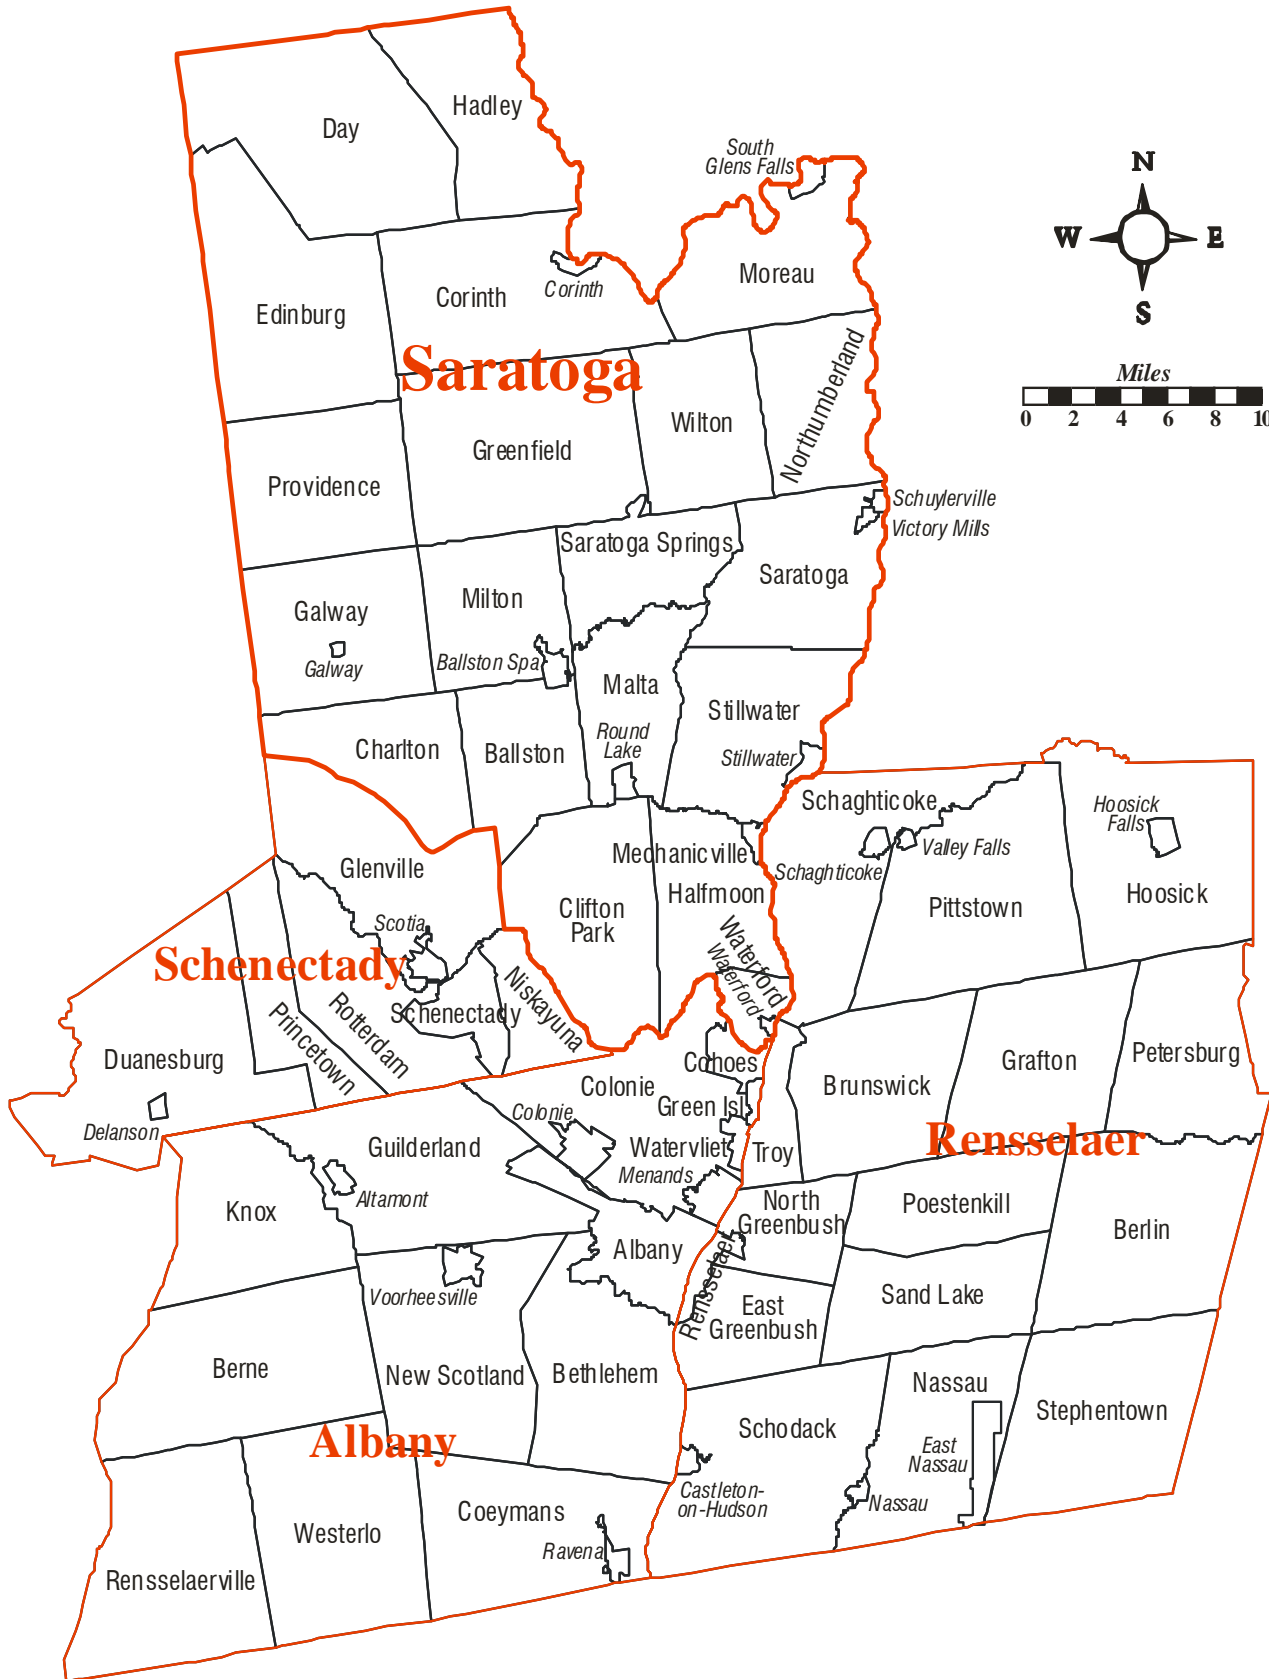 Hadley
Day
South
Glens Falls
N
W
E
S
Moreau
Corinth
Corinth
Edinburg
Saratoga
Northumberland
Miles
0 2 4 6 8 10
Wilton
Greenfield
Providence
Schuylerville
Victory Mills
Saratoga Springs
Saratoga
Milton
Galway
Galway
Ballston Spa
Malta
Stillwater
Round
Lake
Charlton
Ballston
Stillwater
Schaghticoke
Hoosick
Falls
Mechanicville
Valley Falls
Schaghticoke
Glenville
Halfmoon
Hoosick
Clifton
Park
Pittstown
Scotia
Waterford
Waterford
Schenectady
Niskayuna
Schenectady
Rotterdam
Princetown
Duanesburg
Cohoes
Grafton
Petersburg
Colonie
Brunswick
Green Isl
Colonie
Delanson
Rensselaer
Guilderland
Watervliet
Troy
Menands
Altamont
Knox
North
Greenbush
Poestenkill
Berlin
Albany
Rensselaer
Voorheesville
Sand Lake
East
Greenbush
Berne
New Scotland
Bethlehem
Nassau
Stephentown
Schodack
Albany
East
Nassau
Castleton-
on-Hudson
Nassau
Coeymans
Westerlo
Ravena
Rensselaerville